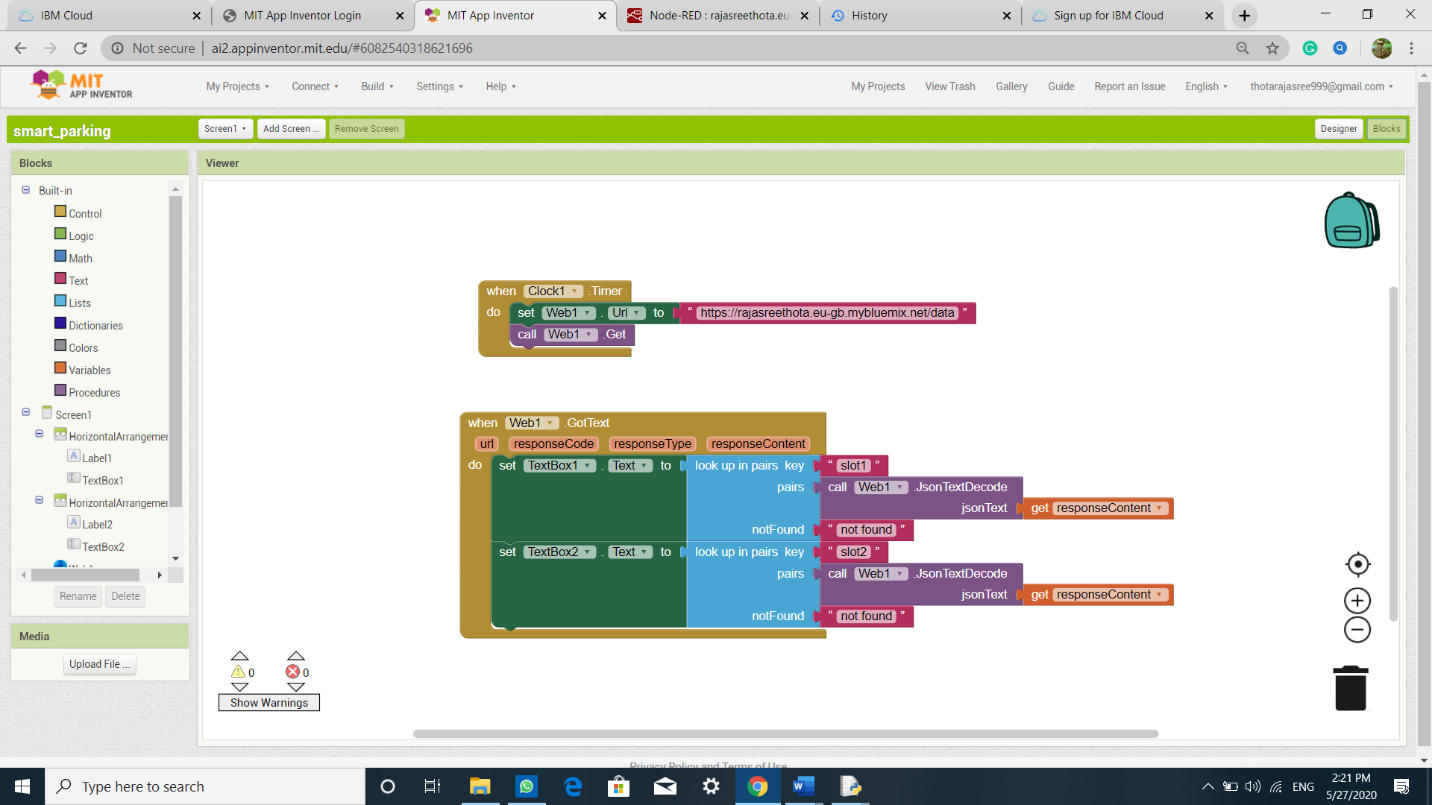 IBM Cloud
MIT App Inventor Login
MIT App Inventor
Node-RED : rajasreethota.eu
History
Sign up for IBM Cloud
Not secure | ai2.appinventor.mit.edu/#6082540318621696
MIT
APP INVENTOR
My Projects
Connect
Build
Settings
Help
My Projects
View Trash
Gallery
Guide
Report an Issue
English
thotarajasree999@gmail.com
smart_parking
Screen1
Add Screen ...
Remove Screen
Designer
Blocks
Blocks
Viewer
Built-in
Control
Logic
Math
Text
Lists
Dictionaries
Colors
Variables
Procedures
Screen1
HorizontalArrangemen
Label1
TextBox1
HorizontalArrangemen
Label2
TextBox2
Rename
Delete
Media
Upload File ...
when Clock1 .Timer
do set Web1 . Url to " https://rajasreethota.eu-gb.mybluemix.net/data "
call Web1 .Get
when Web1 .GotText
url responseCode responseType responseContent
do set TextBox1 . Text to look up in pairs key " slot1 "
pairs call Web1 .JsonTextDecode
jsonText get responseContent
notFound " not found "
set TextBox2 . Text to look up in pairs key " slot2 "
pairs call Web1 .JsonTextDecode
jsonText get responseContent
notFound " not found "
0 0
Show Warnings
Privacy Policy and Terms of Use
Type here to search
ENG
2:21 PM
5/27/2020